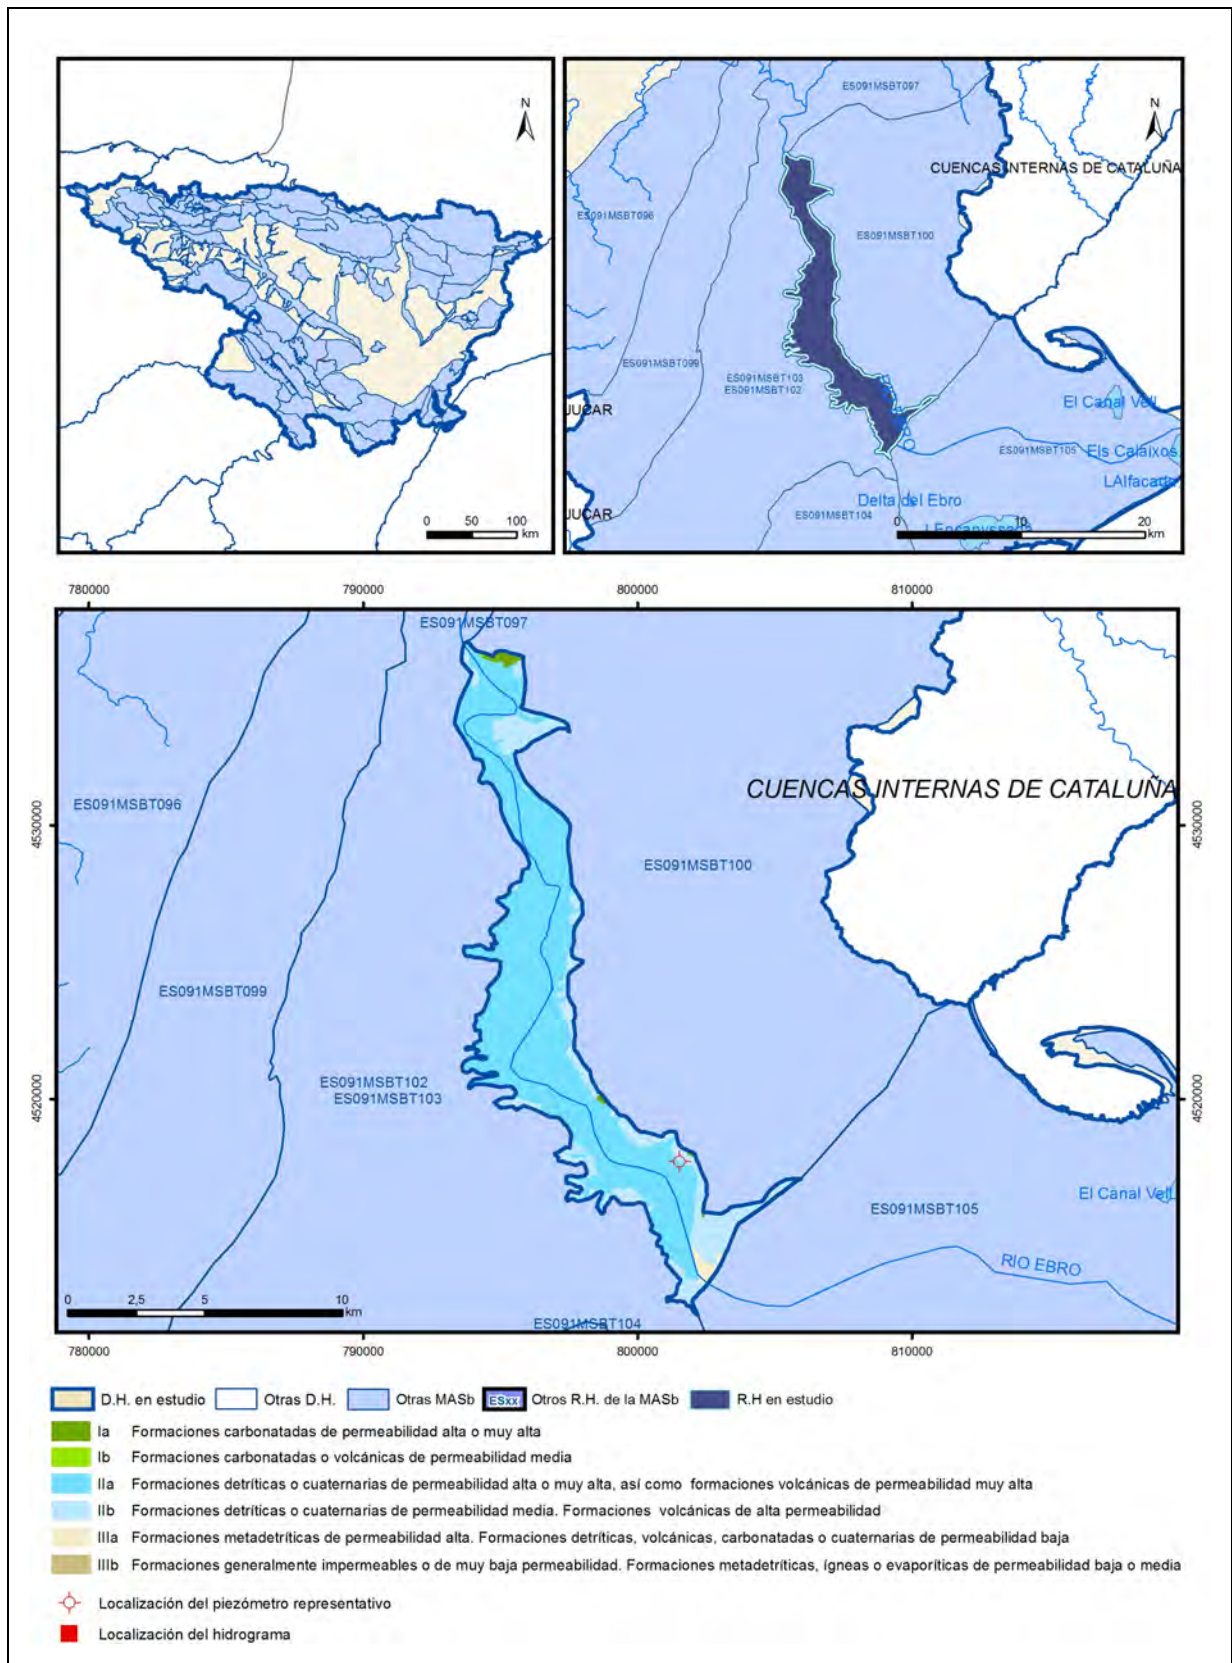 N
0 50 100
km
ES091MSBT097
N
CUENCAS INTERNAS DE CATALUÑA
ES091MSBT096
ES091MSBT100
ES091MSBT099
ES091MSBT103
ES091MSBT102
JUCAR
El Canal Vell
ES091MSBT105
Els Calaixos
LAlfacada
Delta del Ebro
JUCAR
ES091MSBT104
0 10 20
km
780000 790000 800000 810000
ES091MSBT097
CUENCAS INTERNAS DE CATALUÑA
ES091MSBT096
4530000
4530000
ES091MSBT100
ES091MSBT099
ES091MSBT102
ES091MSBT103
4520000
4520000
El Canal Vell
ES091MSBT105
RIO EBRO
0 2,5 5 10
km
ES091MSBT104
780000 790000 800000 810000
D.H. en estudio Otras D.H. Otras MASb ESxx Otros R.H. de la MASb R.H en estudio
Ia Formaciones carbonatadas de permeabilidad alta o muy alta
Ib Formaciones carbonatadas o volcánicas de permeabilidad media
IIa Formaciones detríticas o cuaternarias de permeabilidad alta o muy alta, así como formaciones volcánicas de permeabilidad muy alta
IIb Formaciones detríticas o cuaternarias de permeabilidad media. Formaciones volcánicas de alta permeabilidad
IIIa Formaciones metadetríticas de permeabilidad alta. Formaciones detríticas, volcánicas, carbonatadas o cuaternarias de permeabilidad baja
IIIb Formaciones generalmente impermeables o de muy baja permeabilidad. Formaciones metadetríticas, ígneas o evaporíticas de permeabilidad baja o media
Localización del piezómetro representativo
Localización del hidrograma